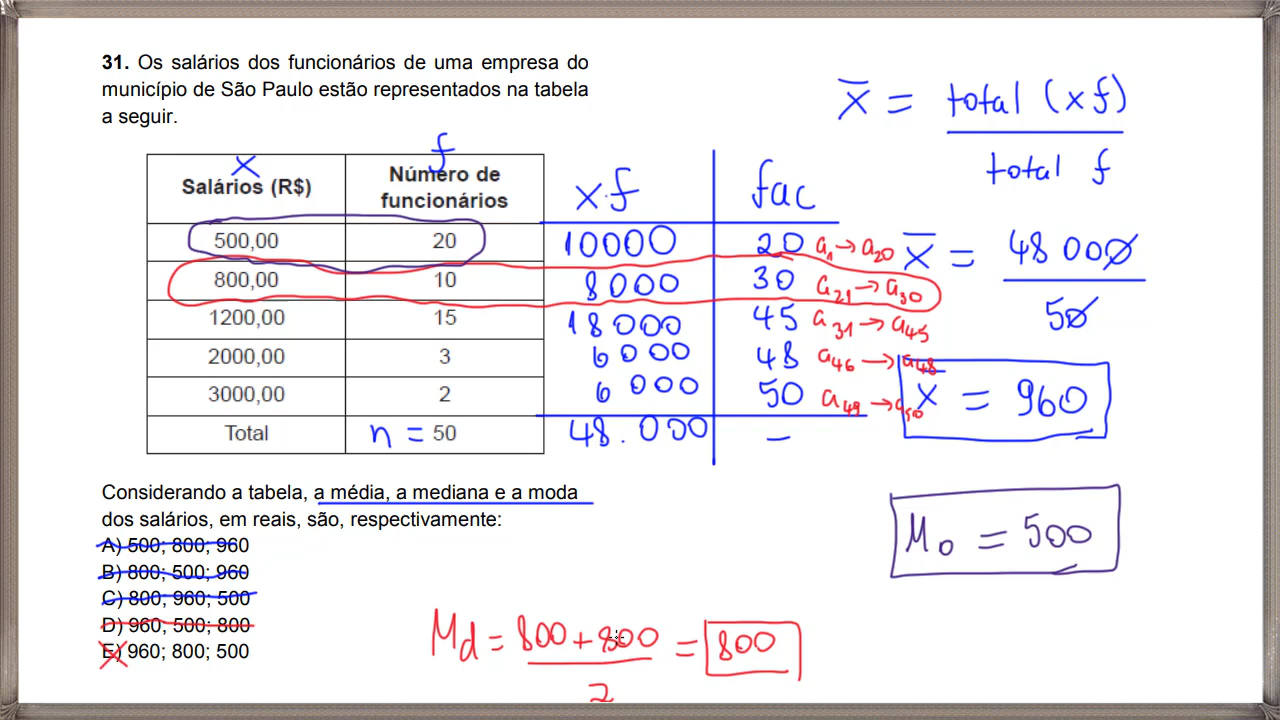 31. Os salários dos funcionários de uma empresa do
município de São Paulo estão representados na tabela
a seguir.
x f
Salários (R$) Número de funcionários x.f fac
500,00 20 10000 20 a₁→a₂₀
800,00 10 8000 30 a₂₁→a₃₀
1200,00 15 18000 45 a₃₁→a₄₅
2000,00 3 6000 48 a₄₆→a₄₈
3000,00 2 6000 50 a₄₉→a₅₀
Total n = 50 48.000 –
x̄ = total (xf)
total f
x̄ = 48000
50
x̄ = 960
Mo = 500
Considerando a tabela, a média, a mediana e a moda
dos salários, em reais, são, respectivamente:
A) 500; 800; 960
B) 800; 500; 960
C) 800; 960; 500
D) 960; 500; 800
E) 960; 800; 500
Md = 800 + 800 = 800
2